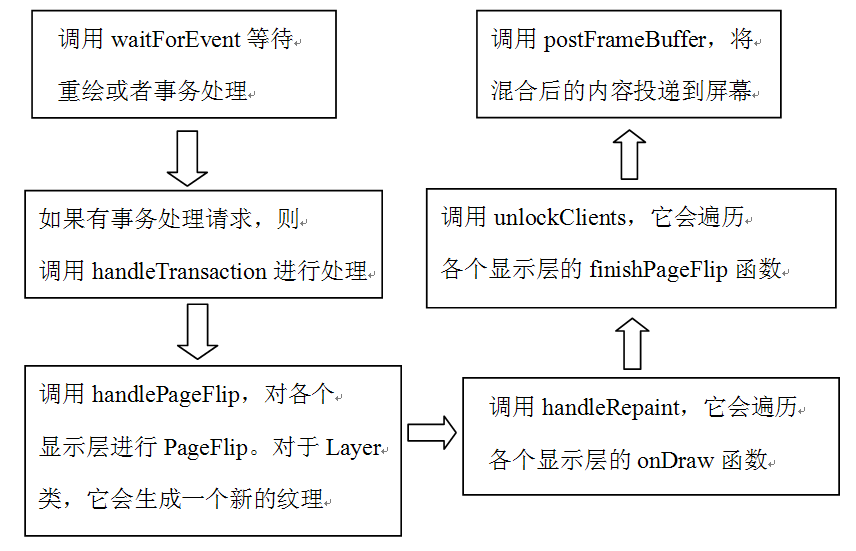 调用 waitForEvent 等待
重绘或者事务处理
如果有事务处理请求，则
调用 handleTransaction 进行处理
调用 handlePageFlip，对各个
显示层进行 PageFlip。对于 Layer
类，它会生成一个新的纹理
调用 handleRepaint，它会遍历
各个显示层的 onDraw 函数
调用 unlockClients，它会遍历
各个显示层的 finishPageFlip 函数
调用 postFrameBuffer，将
混合后的内容投递到屏幕